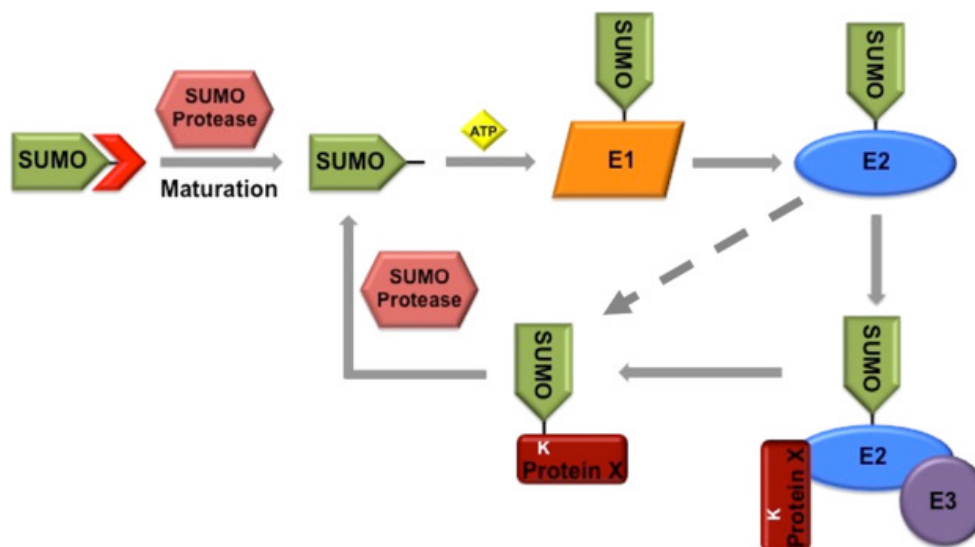 SUMO
SUMO
Protease
Maturation
SUMO
ATP
SUMO
E1
SUMO
E2
SUMO
Protease
SUMO
K
Protein X
SUMO
E2
K
Protein X
E3